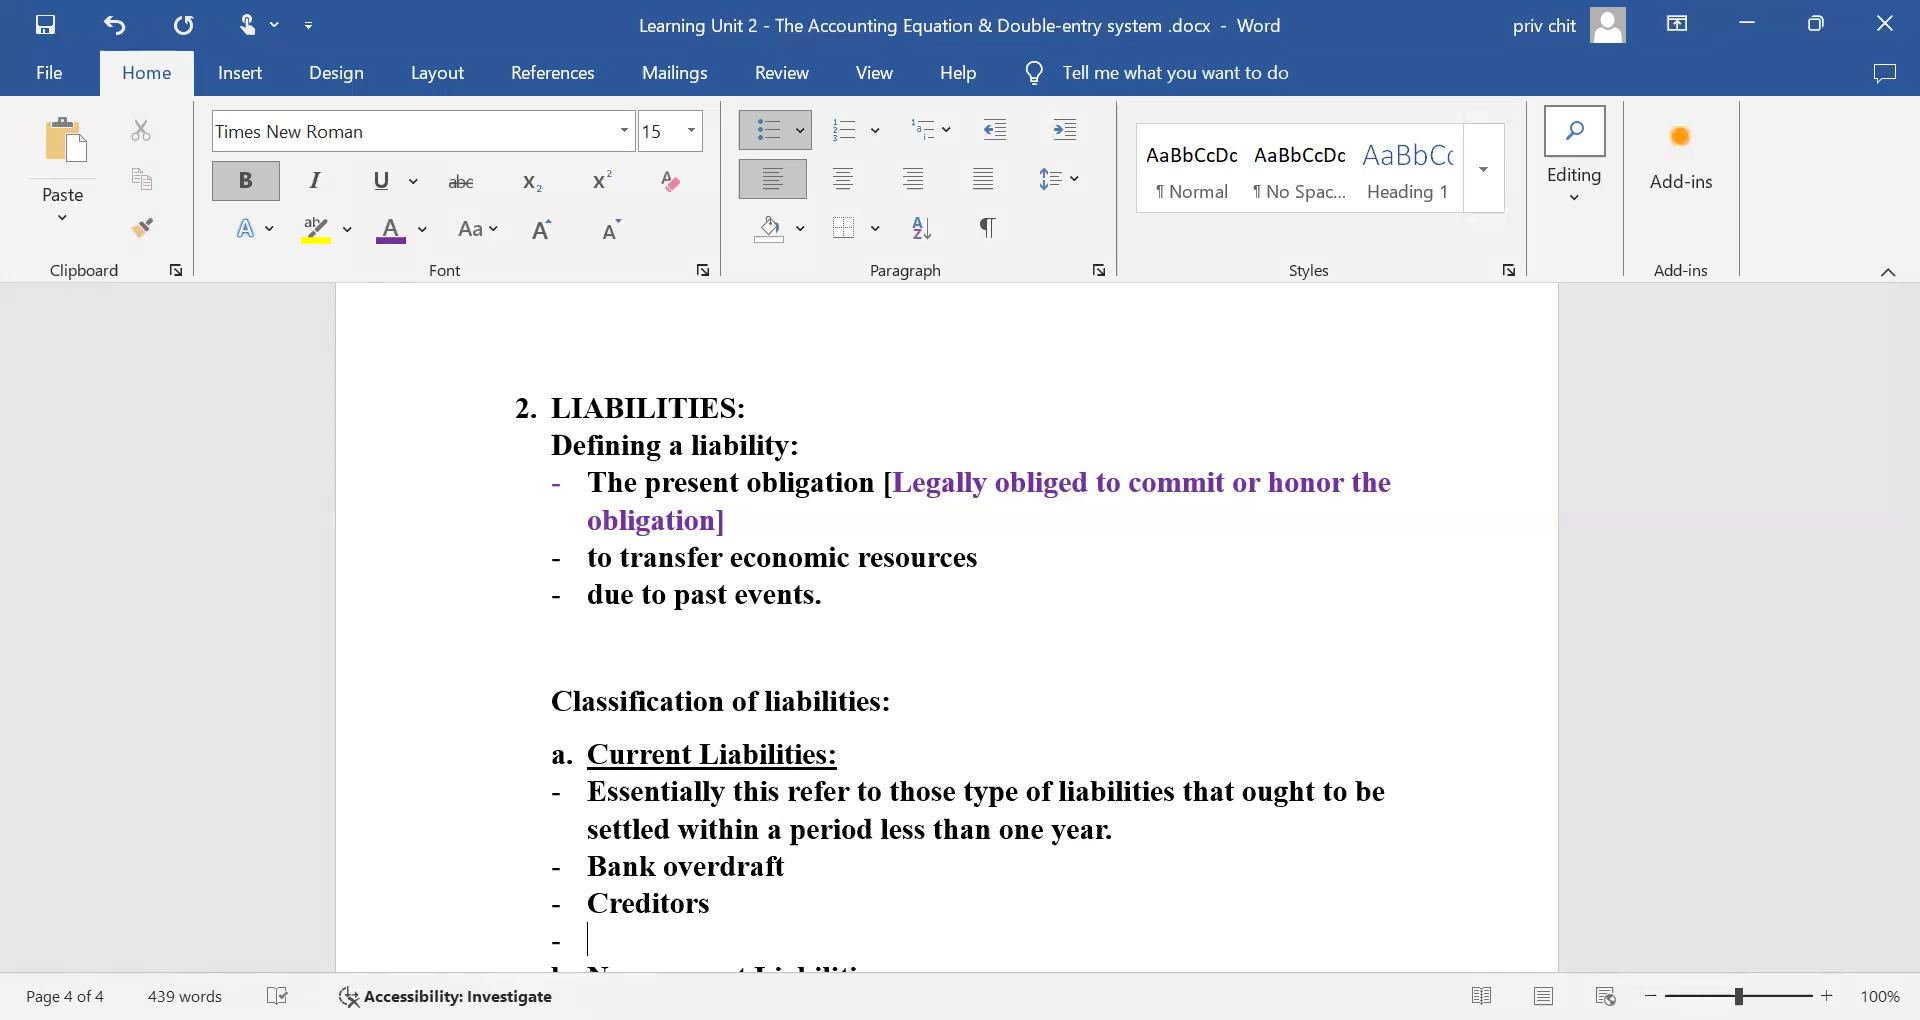 Learning Unit 2 - The Accounting Equation & Double-entry system .docx - Word
priv chit
File Home Insert Design Layout References Mailings Review View Help Tell me what you want to do
Times New Roman 15
Paste
B I U abc X₂ X²
A ab A Aa A A
Clipboard
Font
Paragraph
AaBbCcDc AaBbCcDc AaBbCc
¶ Normal ¶ No Spac... Heading 1
Styles
Editing
Add-ins
Add-ins
2. LIABILITIES:
Defining a liability:
- The present obligation [Legally obliged to commit or honor the
obligation]
- to transfer economic resources
- due to past events.
Classification of liabilities:
a. Current Liabilities:
- Essentially this refer to those type of liabilities that ought to be
settled within a period less than one year.
- Bank overdraft
- Creditors
-
Page 4 of 4 439 words Accessibility: Investigate 100%